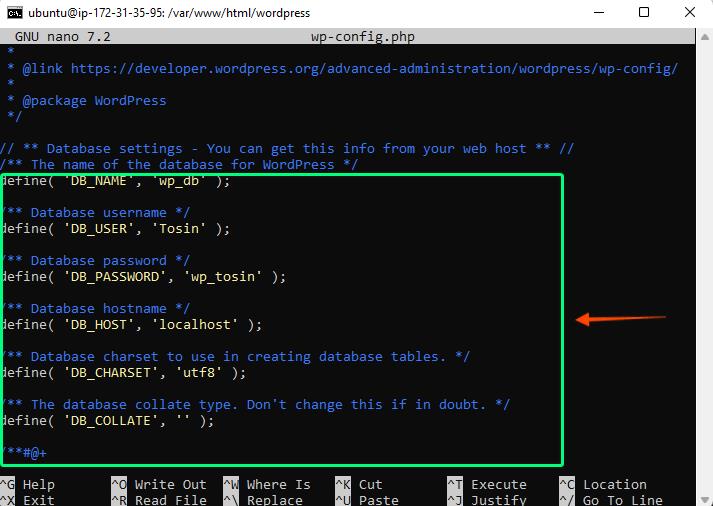 ubuntu@ip-172-31-35-95: /var/www/html/wordpress
GNU nano 7.2 wp-config.php
*
* @link https://developer.wordpress.org/advanced-administration/wordpress/wp-config/
*
* @package WordPress
*/
// ** Database settings - You can get this info from your web host ** //
/** The name of the database for WordPress */
define( 'DB_NAME', 'wp_db' );
/** Database username */
define( 'DB_USER', 'Tosin' );
/** Database password */
define( 'DB_PASSWORD', 'wp_tosin' );
/** Database hostname */
define( 'DB_HOST', 'localhost' );
/** Database charset to use in creating database tables. */
define( 'DB_CHARSET', 'utf8' );
/** The database collate type. Don't change this if in doubt. */
define( 'DB_COLLATE', '' );
/**#@+
^G Help ^O Write Out ^W Where Is ^K Cut ^T Execute ^C Location
^X Exit ^R Read File ^\ Replace ^U Paste ^J Justify ^/ Go To Line